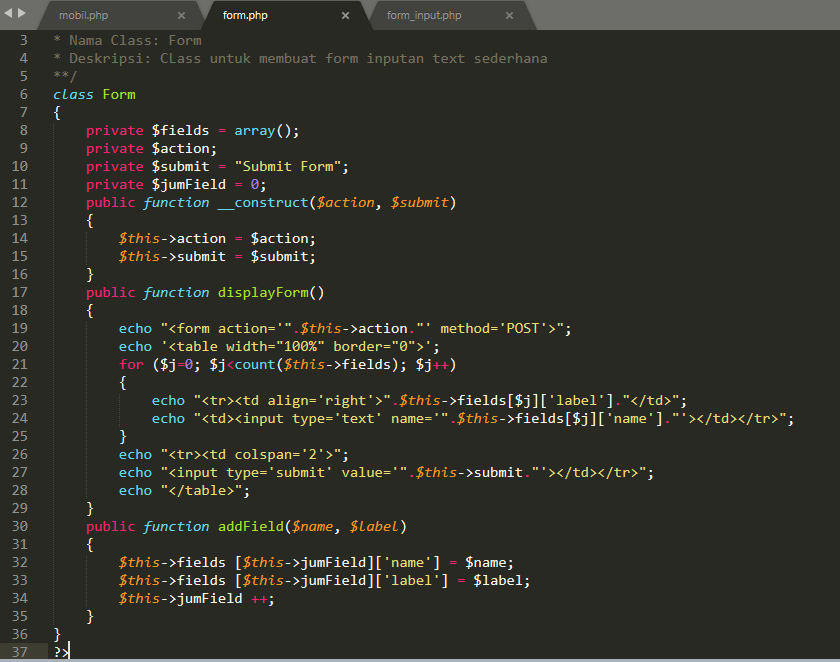 mobil.php × form.php × form_input.php ×
3 * Nama Class: Form
4 * Deskripsi: CLass untuk membuat form inputan text sederhana
5 **/
6 class Form
7 {
8     private $fields = array();
9     private $action;
10     private $submit = "Submit Form";
11     private $jumField = 0;
12     public function __construct($action, $submit)
13     {
14         $this->action = $action;
15         $this->submit = $submit;
16     }
17     public function displayForm()
18     {
19         echo "<form action='".$this->action."' method='POST'>";
20         echo '<table width="100%" border="0">';
21         for ($j=0; $j<count($this->fields); $j++)
22         {
23             echo "<tr><td align='right'>".$this->fields[$j]['label']."</td>";
24             echo "<td><input type='text' name='".$this->fields[$j]['name']."'></td></tr>";
25         }
26         echo "<tr><td colspan='2'>";
27         echo "<input type='submit' value='".$this->submit."'></td></tr>";
28         echo "</table>";
29     }
30     public function addField($name, $label)
31     {
32         $this->fields [$this->jumField]['name'] = $name;
33         $this->fields [$this->jumField]['label'] = $label;
34         $this->jumField ++;
35     }
36 }
37 ?>